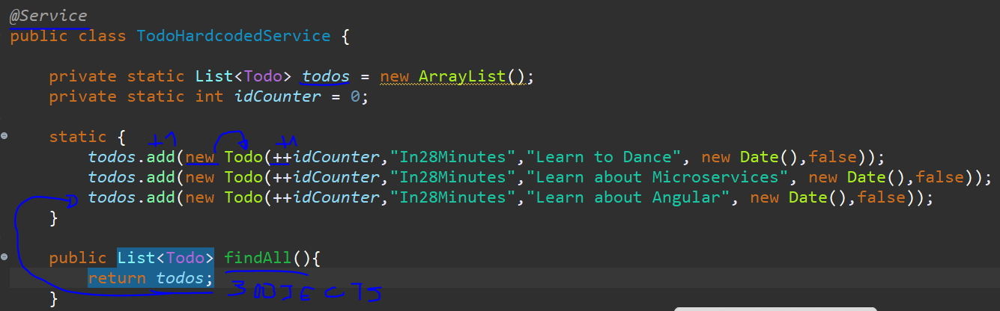 @Service
public class TodoHardcodedService {
private static List<Todo> todos = new ArrayList();
private static int idCounter = 0;
static {
+1 +1
todos.add(new Todo(++idCounter,"In28Minutes","Learn to Dance", new Date(),false));
todos.add(new Todo(++idCounter,"In28Minutes","Learn about Microservices", new Date(),false));
todos.add(new Todo(++idCounter,"In28Minutes","Learn about Angular", new Date(),false));
}
public List<Todo> findAll(){
return todos;
3
}